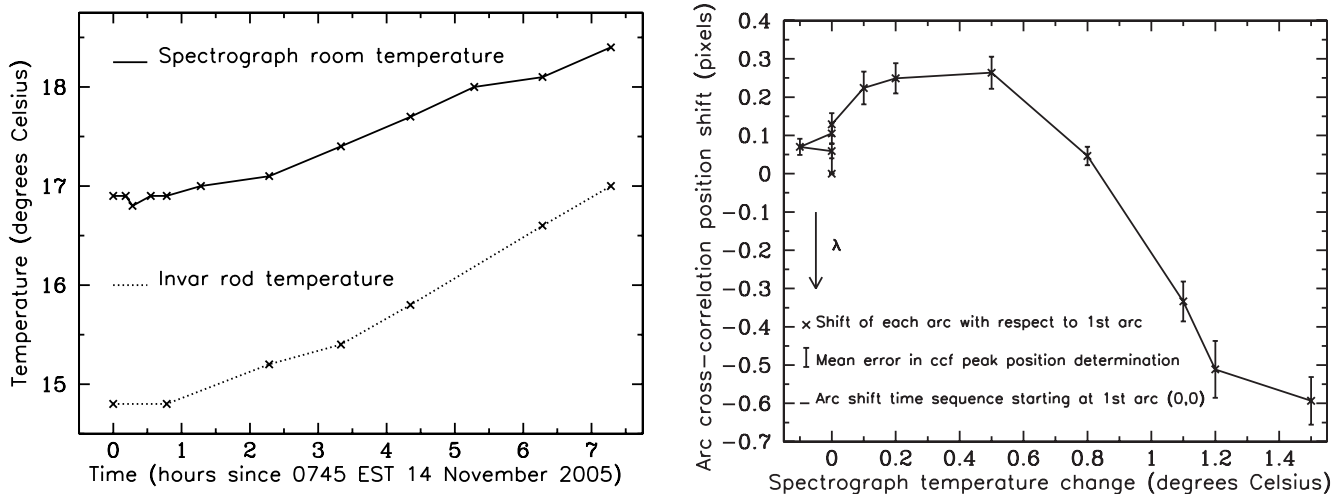 Temperature (degrees Celsius)
18
17
16
15
Spectrograph room temperature
Invar rod temperature
0 1 2 3 4 5 6 7
Time (hours since 0745 EST 14 November 2005)
Arc cross−correlation position shift (pixels)
0.4
0.3
0.2
0.1
0
−0.1
−0.2
−0.3
−0.4
−0.5
−0.6
−0.7
λ
Shift of each arc with respect to 1st arc
Mean error in ccf peak position determination
Arc shift time sequence starting at 1st arc (0,0)
0 0.2 0.4 0.6 0.8 1 1.2 1.4
Spectrograph temperature change (degrees Celsius)